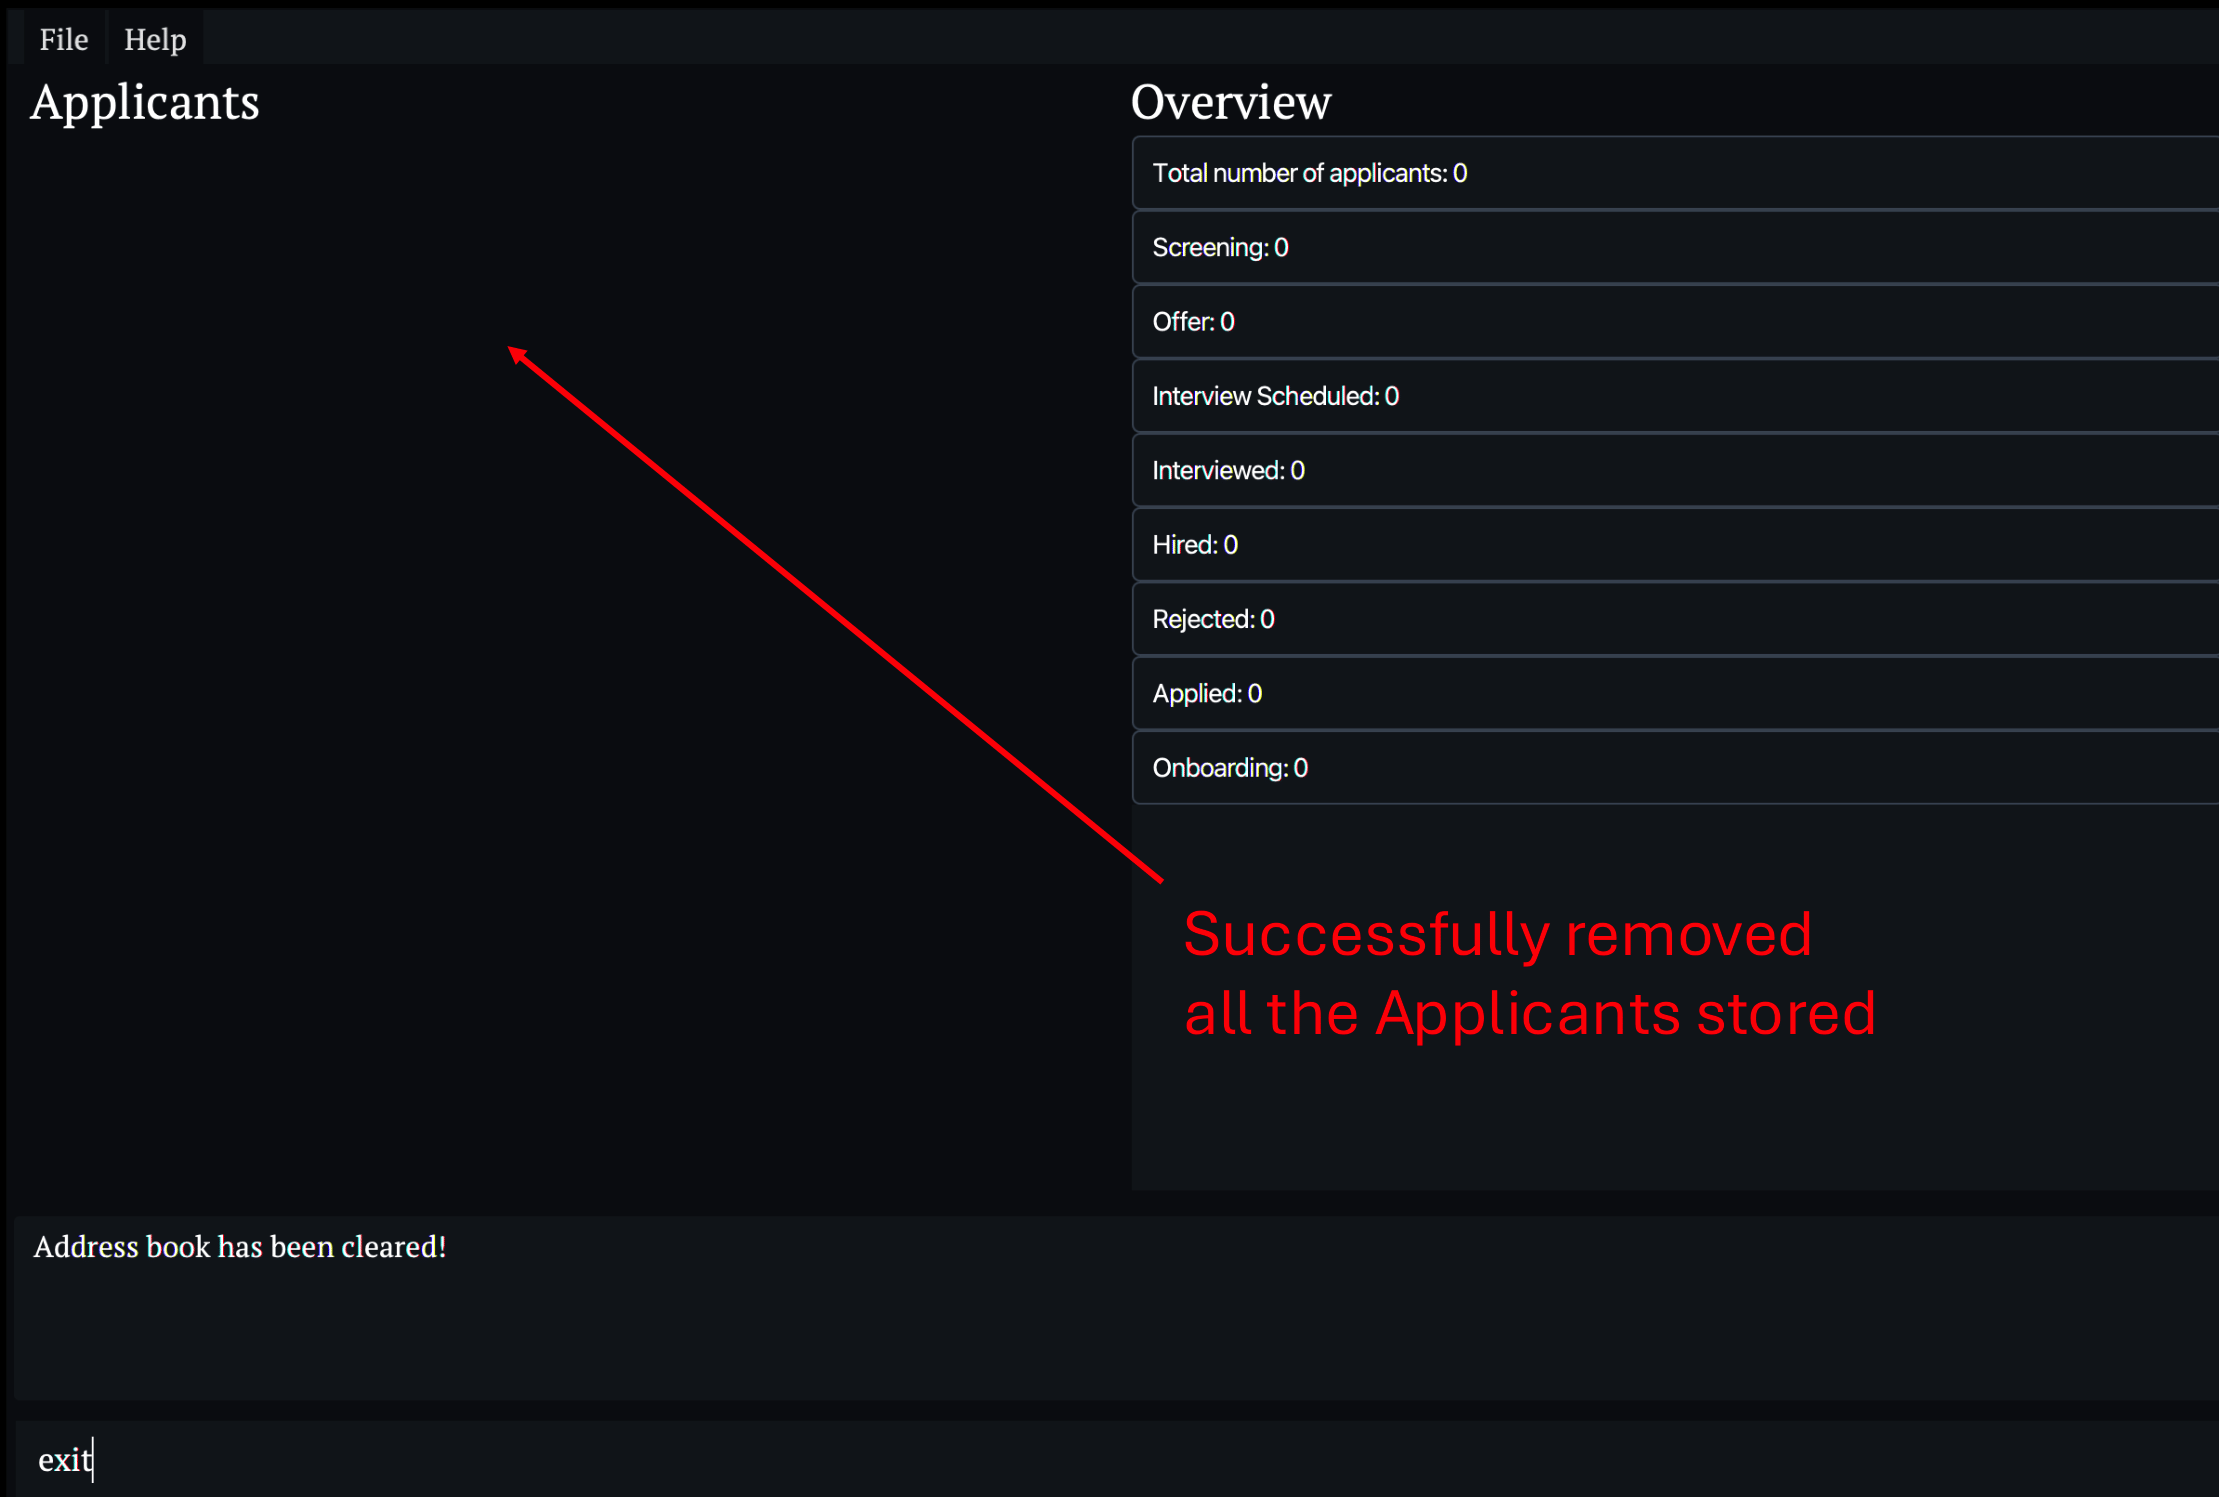 File Help
Applicants
Overview
Total number of applicants: 0
Screening: 0
Offer: 0
Interview Scheduled: 0
Interviewed: 0
Hired: 0
Rejected: 0
Applied: 0
Onboarding: 0
Successfully removed
all the Applicants stored
Address book has been cleared!
exit